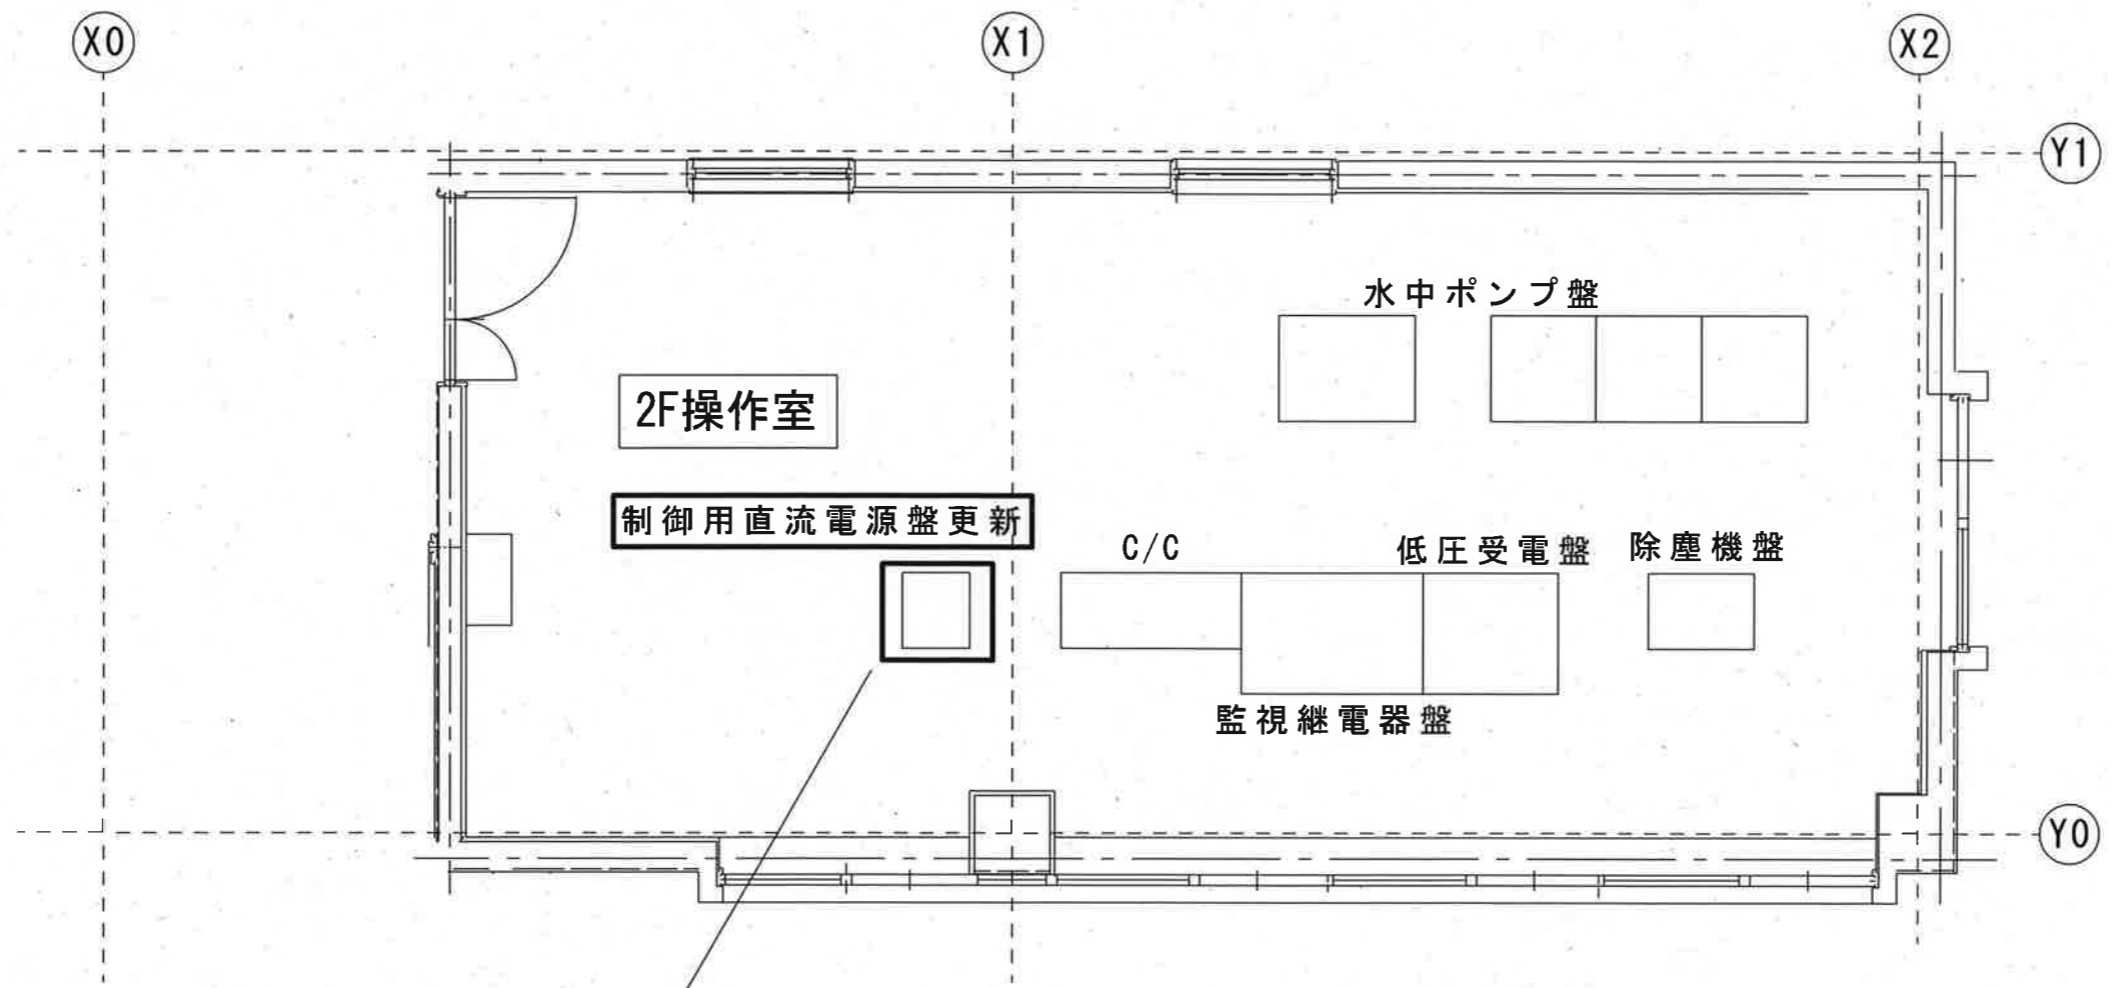 X0
X1
X2
Y1
水中ポンプ盤
2F操作室
制御用直流電源盤更新
C/C
低圧受電盤
除塵機盤
監視継電器盤
Y0